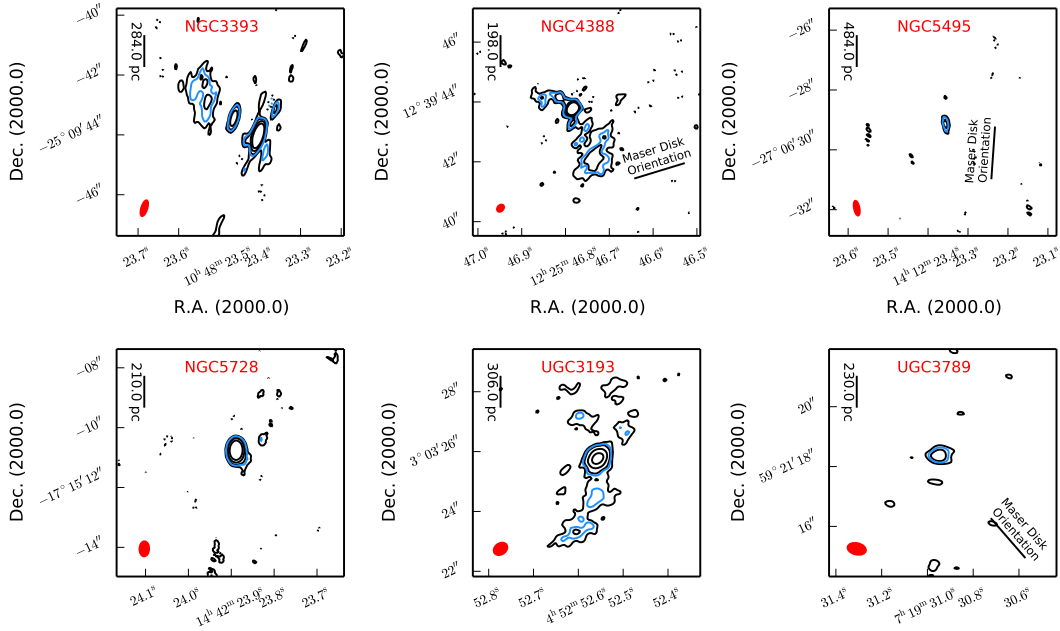 NGC3393
284.0 pc
Dec. (2000.0)
−40″
−42″
−25° 09′ 44″
−46″
23.7ˢ
23.6ˢ
10ʰ 48ᵐ 23.5ˢ
23.4ˢ
23.3ˢ
23.2ˢ
R.A. (2000.0)
NGC4388
198.0 pc
Dec. (2000.0)
46″
12° 39′ 44″
42″
40″
Maser Disk
Orientation
47.0ˢ
46.9ˢ
12ʰ 25ᵐ 46.8ˢ
46.7ˢ
46.6ˢ
46.5ˢ
R.A. (2000.0)
NGC5495
484.0 pc
Dec. (2000.0)
−26″
−28″
−27° 06′ 30″
−32″
Maser Disk
Orientation
23.6ˢ
23.5ˢ
14ʰ 12ᵐ 23.4ˢ
23.3ˢ
23.2ˢ
23.1ˢ
R.A. (2000.0)
NGC5728
210.0 pc
Dec. (2000.0)
−08″
−10″
−17° 15′ 12″
−14″
24.1ˢ
24.0ˢ
14ʰ 42ᵐ 23.9ˢ
23.8ˢ
23.7ˢ
UGC3193
306.0 pc
Dec. (2000.0)
28″
3° 03′ 26″
24″
22″
52.8ˢ
52.7ˢ
4ʰ 52ᵐ 52.6ˢ
52.5ˢ
52.4ˢ
UGC3789
230.0 pc
Dec. (2000.0)
20″
59° 21′ 18″
16″
Maser Disk
Orientation
31.4ˢ
31.2ˢ
7ʰ 19ᵐ 31.0ˢ
30.8ˢ
30.6ˢ